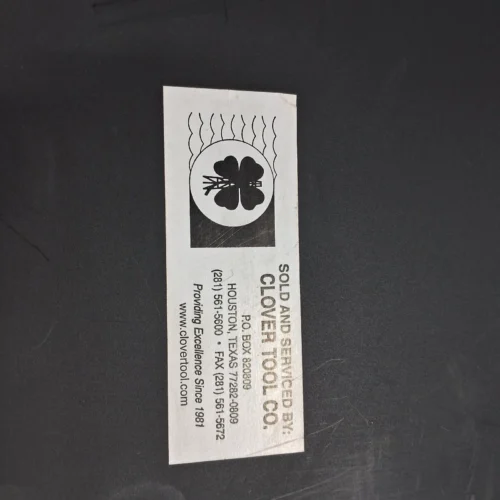 SOLD AND SERVICED BY:
CLOVER TOOL CO.
P.O. BOX 820809
HOUSTON, TEXAS 77282-0809
(281) 561-5600 • FAX (281) 561-5672
Providing Excellence Since 1981
www.clovertool.com